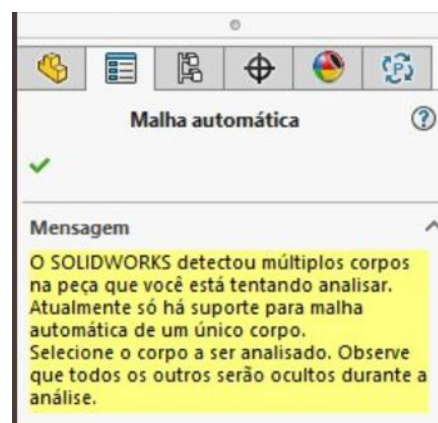 Malha automática
Mensagem
O SOLIDWORKS detectou múltiplos corpos
na peça que você está tentando analisar.
Atualmente só há suporte para malha
automática de um único corpo.
Selecione o corpo a ser analisado. Observe
que todos os outros serão ocultos durante a
análise.